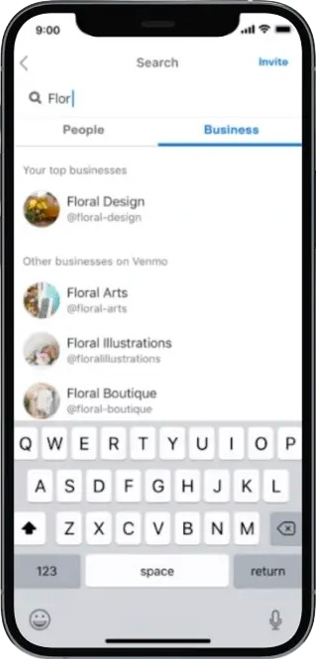 9:00
Search
Invite
Flor
People
Business
Your top businesses
Floral Design
@floral-design
Other businesses on Venmo
Floral Arts
@floral-arts
Floral Illustrations
@floralillustrations
Floral Boutique
@floral-boutique
Q W E R T Y U I O P
A S D F G H J K L
Z X C V B N M
123 space return